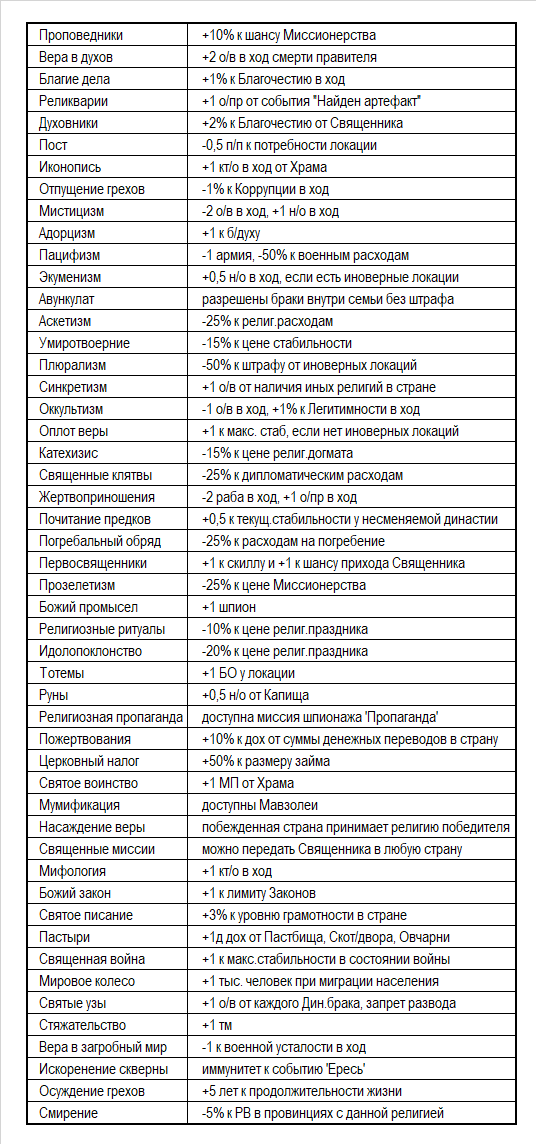 Проповедники +10% к шансу Миссионерства
Вера в духов +2 о/в в ход смерти правителя
Благие дела +1% к Благочестию в ход
Реликварии +1 о/пр от события "Найден артефакт"
Духовники +2% к Благочестию от Священника
Пост -0,5 п/п к потребности локации
Иконопись +1 кт/о в ход от Храма
Отпущение грехов -1% к Коррупции в ход
Мистицизм -2 о/в в ход, +1 н/о в ход
Адорцизм +1 к б/духу
Пацифизм -1 армия, -50% к военным расходам
Экуменизм +0,5 н/о в ход, если есть иноверные локации
Авункулат разрешены браки внутри семьи без штрафа
Аскетизм -25% к религ.расходам
Умиротвоерние -15% к цене стабильности
Плюрализм -50% к штрафу от иноверных локаций
Синкретизм +1 о/в от наличия иных религий в стране
Оккультизм -1 о/в в ход, +1% к Легитимности в ход
Оплот веры +1 к макс. стаб, если нет иноверных локаций
Катехизис -15% к цене религ.догмата
Священные клятвы -25% к дипломатическим расходам
Жертвоприношения -2 раба в ход, +1 о/пр в ход
Почитание предков +0,5 к текущ.стабильности у несменяемой династии
Погребальный обряд -25% к расходам на погребение
Первосвященники +1 к скиллу и +1 к шансу прихода Священника
Прозелетизм -25% к цене Миссионерства
Божий промысел +1 шпион
Религиозные ритуалы -10% к цене религ.праздника
Идолопоклонство -20% к цене религ.праздника
Тотемы +1 БО у локации
Руны +0,5 н/о от Капища
Религиозная пропаганда доступна миссия шпионажа 'Пропаганда'
Пожертвования +10% к дох от суммы денежных переводов в страну
Церковный налог +50% к размеру займа
Святое воинство +1 МП от Храма
Мумификация доступны Мавзолеи
Насаждение веры побежденная страна принимает религию победителя
Священные миссии можно передать Священника в любую страну
Мифология +1 кт/о в ход
Божий закон +1 к лимиту Законов
Святое писание +3% к уровню грамотности в стране
Пастыри +1д дох от Пастбища, Скот/двора, Овчарни
Священная война +1 к макс.стабильности в состоянии войны
Мировое колесо +1 тыс. человек при миграции населения
Святые узы +1 о/в от каждого Дин.брака, запрет развода
Стяжательство +1 тм
Вера в загробный мир -1 к военной усталости в ход
Искоренение скверны иммунитет к событию 'Ересь'
Осуждение грехов +5 лет к продолжительности жизни
Смирение -5% к РВ в провинциях с данной религией